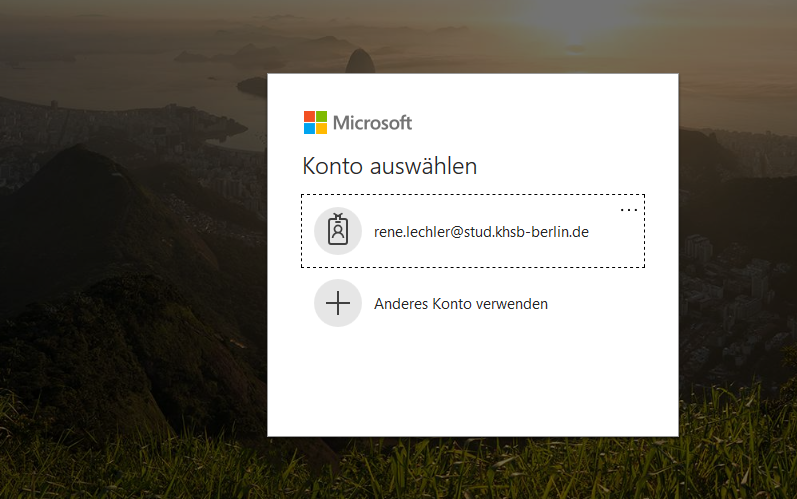 Microsoft
Konto auswählen
rene.lechler@stud.khsb-berlin.de
Anderes Konto verwenden